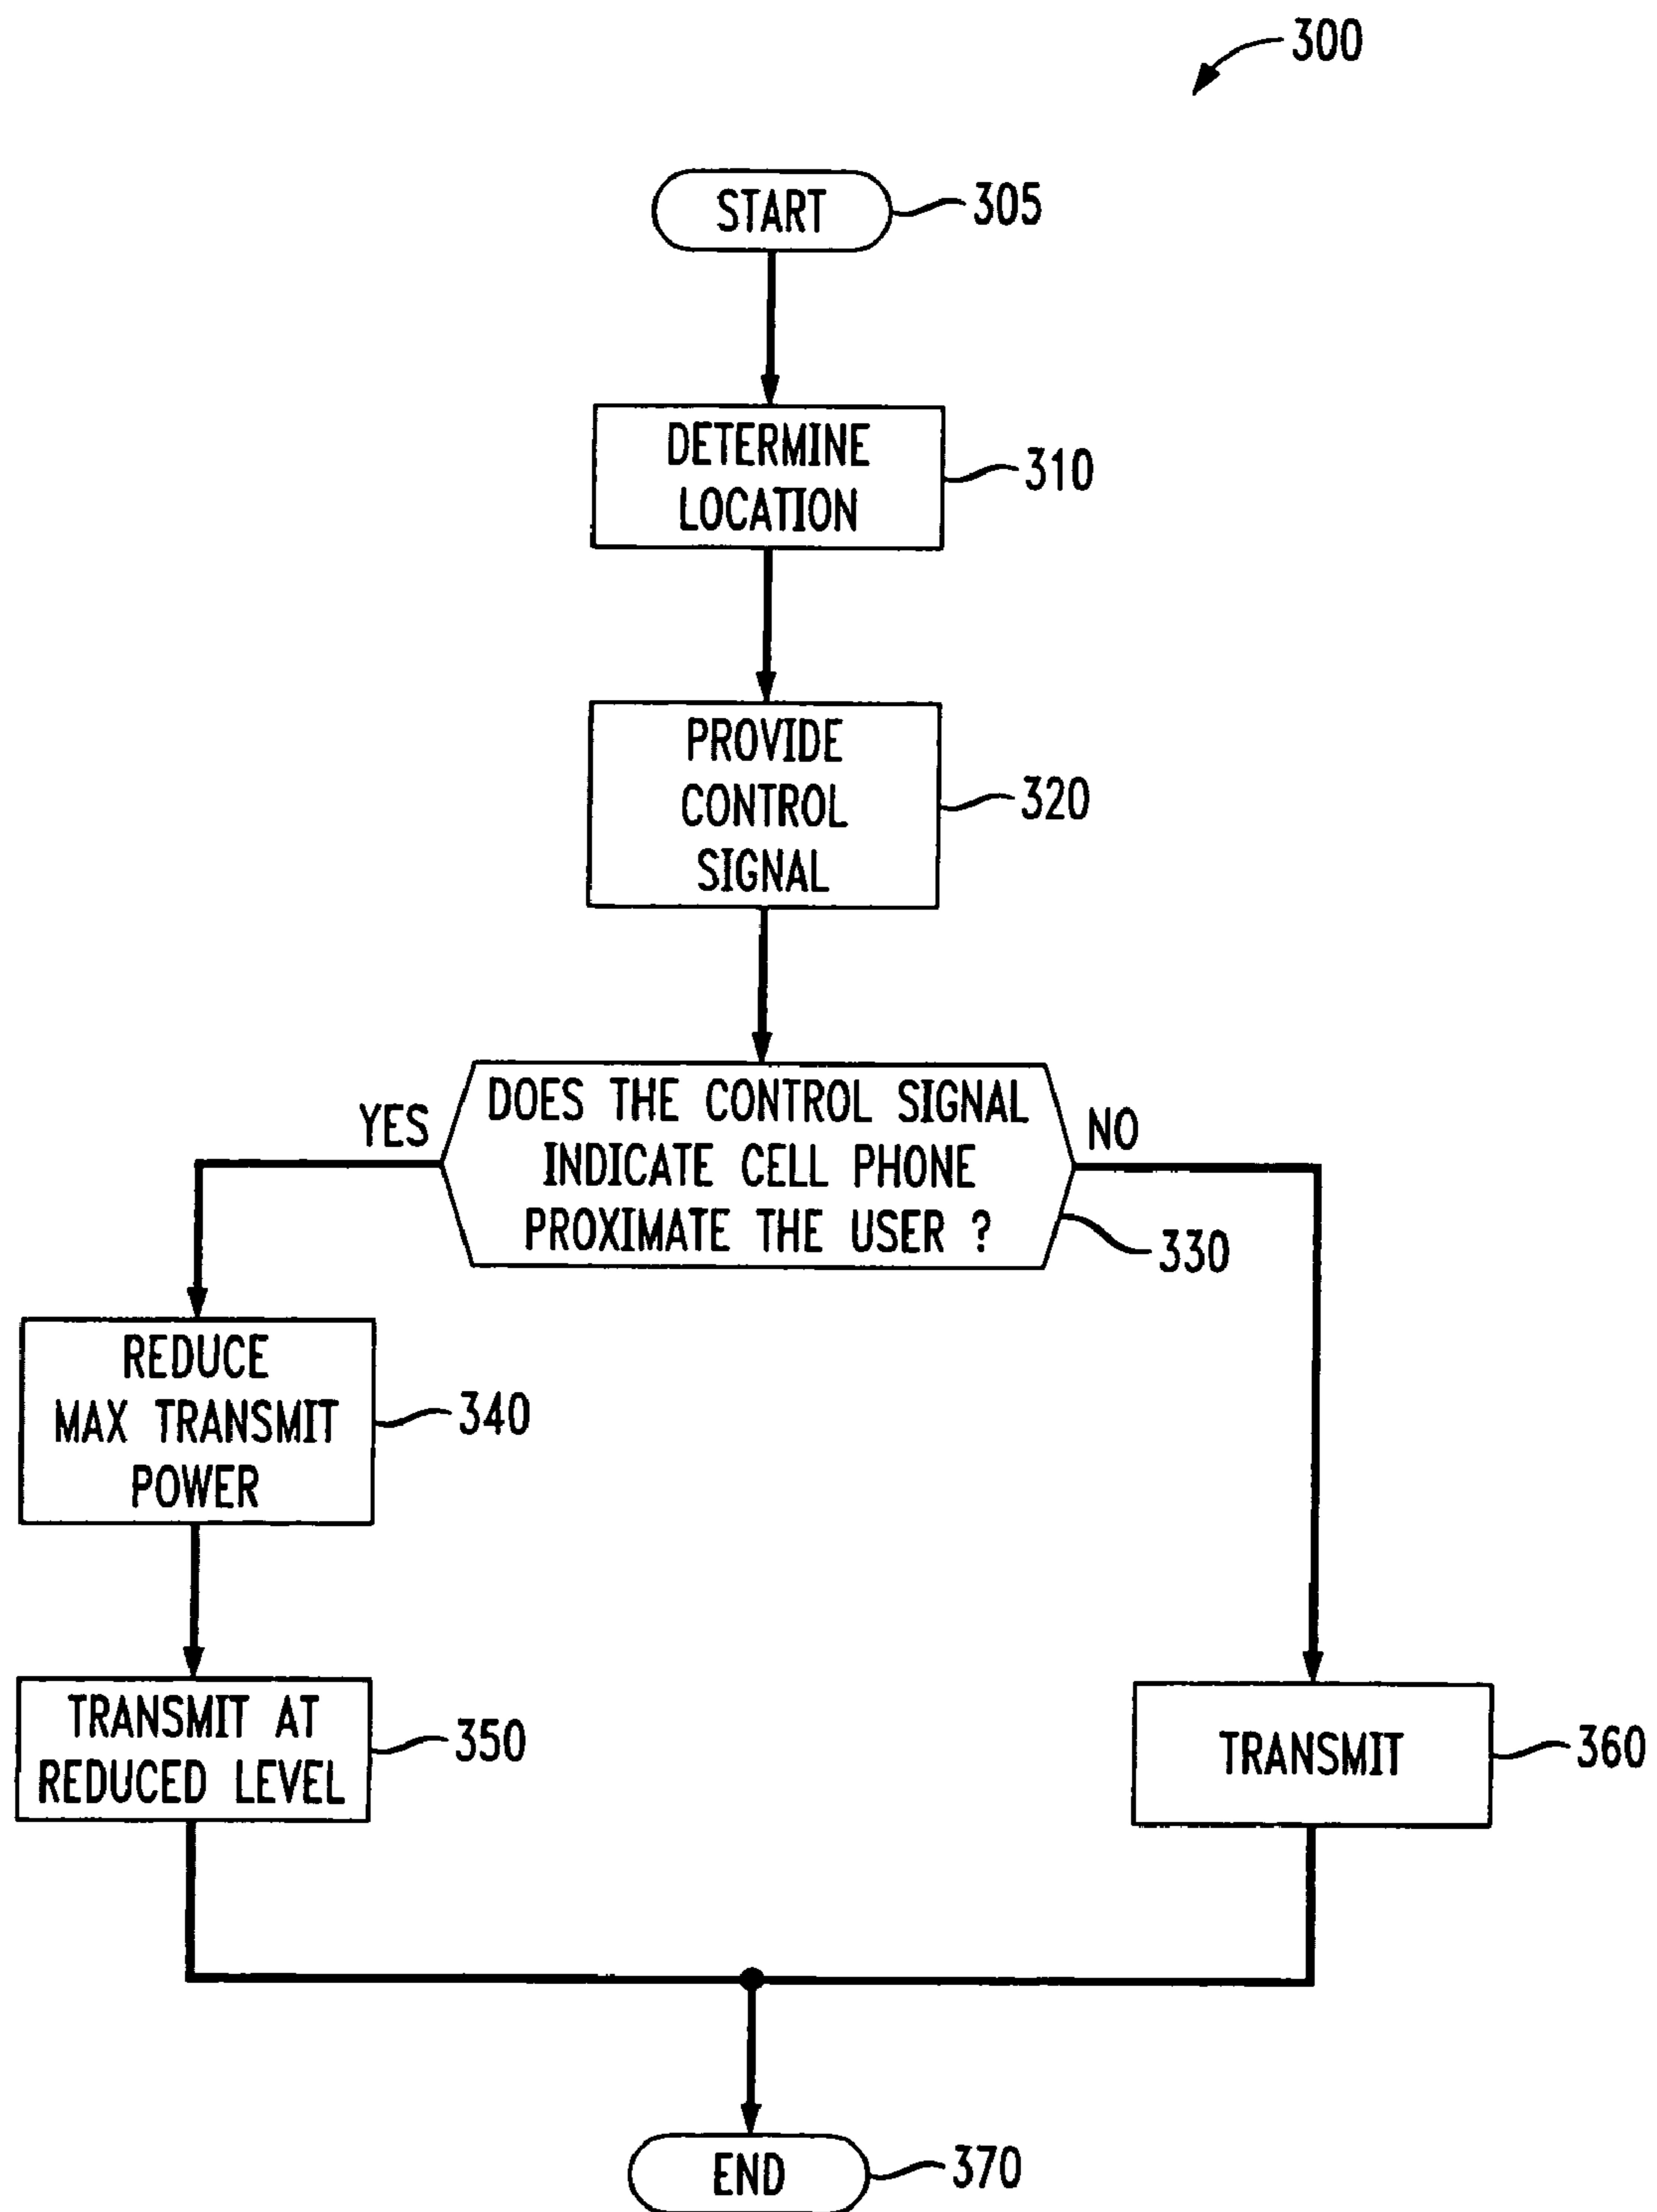 300
START
305
DETERMINE
LOCATION
310
PROVIDE
CONTROL
SIGNAL
320
DOES THE CONTROL SIGNAL
INDICATE CELL PHONE
PROXIMATE THE USER ?
YES
NO
330
REDUCE
MAX TRANSMIT
POWER
340
TRANSMIT AT
REDUCED LEVEL
350
TRANSMIT
360
END
370